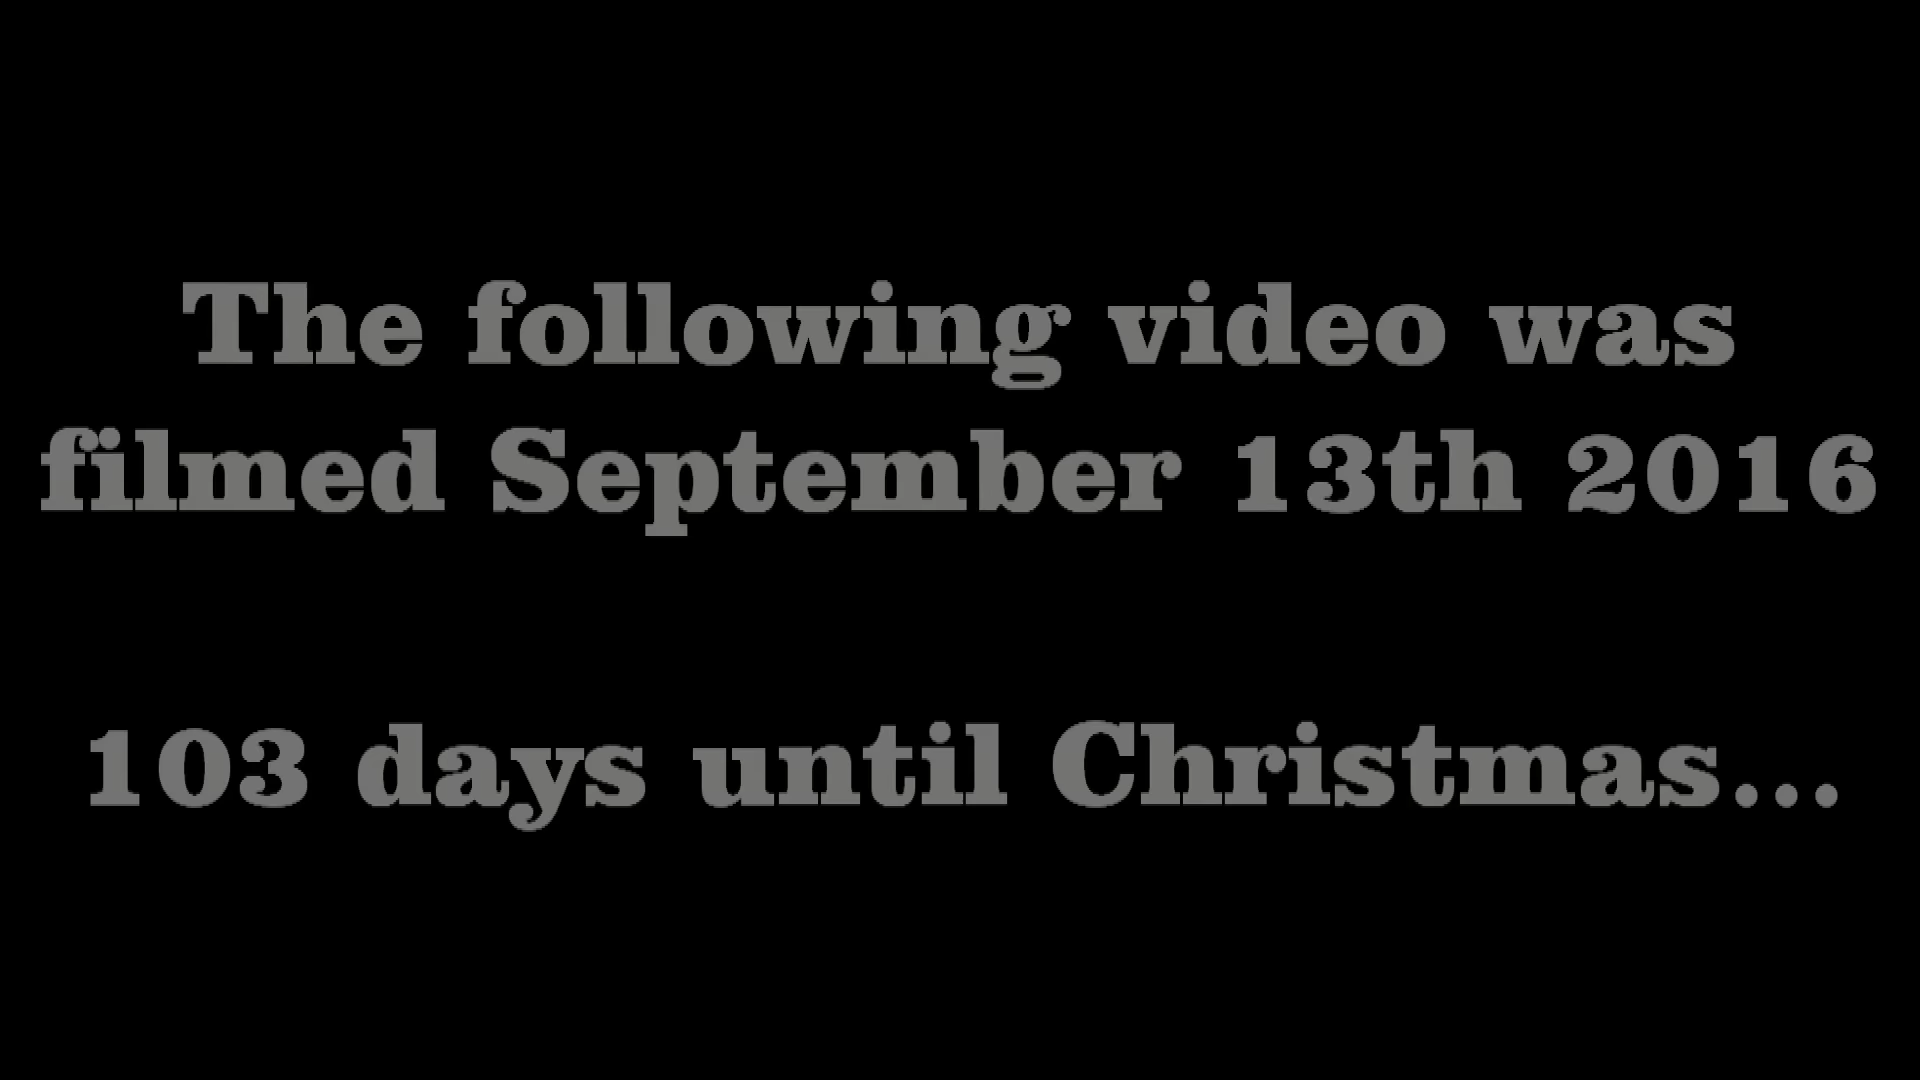 The following video was
filmed September 13th 2016
103 days until Christmas...